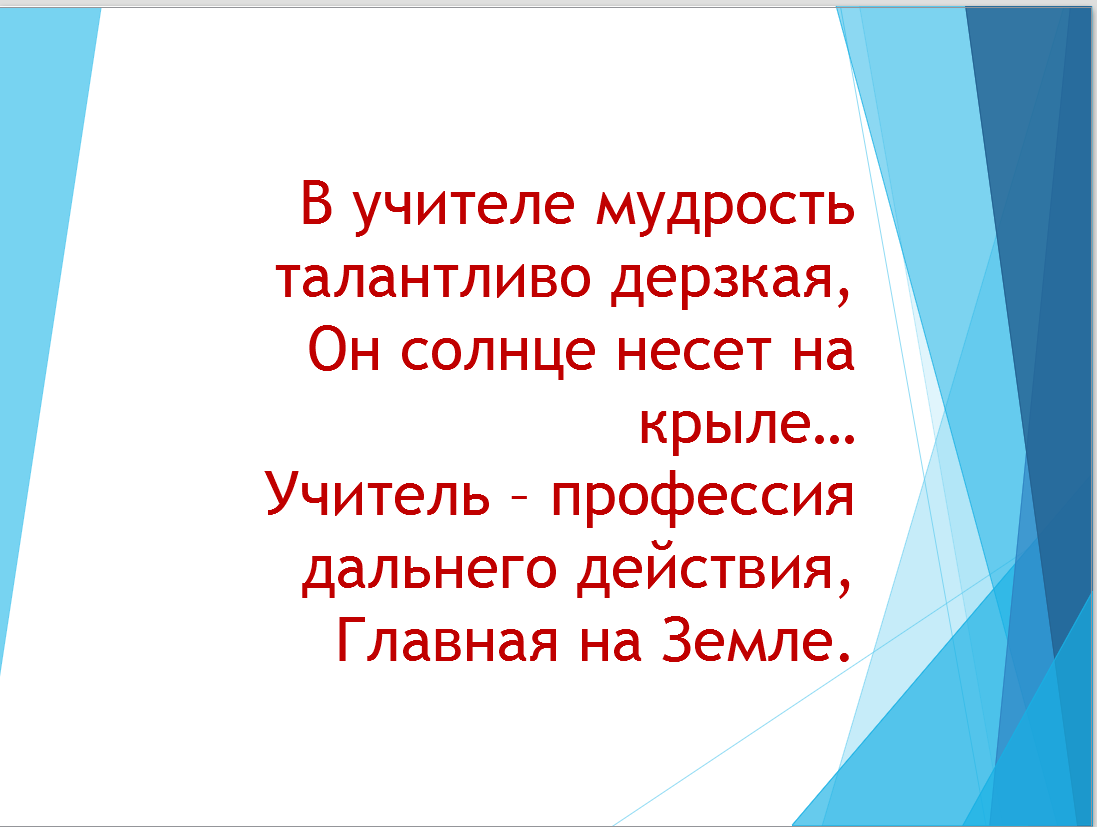 В учителе мудрость
талантливо дерзкая,
Он солнце несет на
крыле…
Учитель – профессия
дальнего действия,
Главная на Земле.